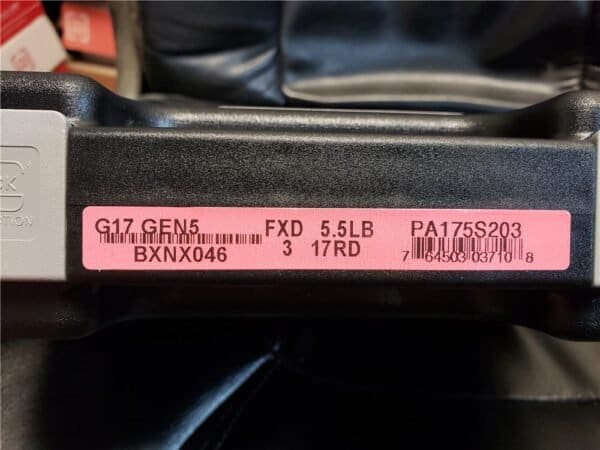 G17 GEN5 FXD 5.5LB PA175S203
BXNX046 3 17RD 7 64503 03710 8